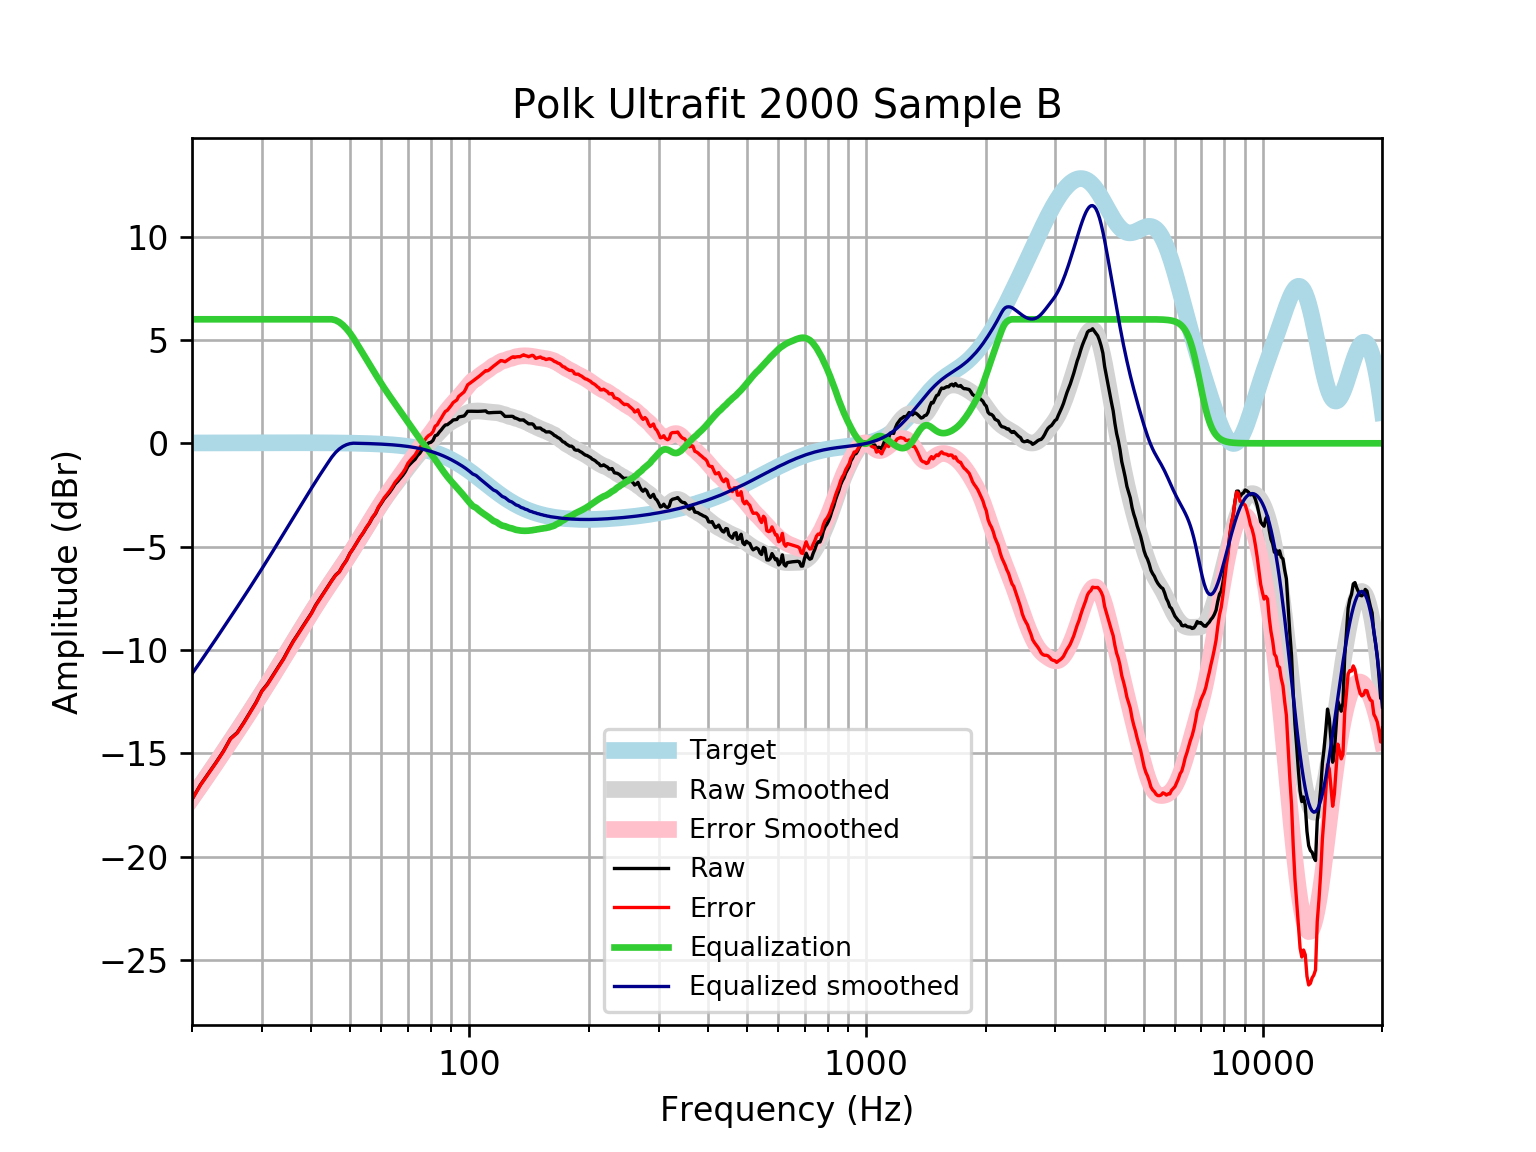 Polk Ultrafit 2000 Sample B
10
5
0
−5
−10
−15
−20
−25
Amplitude (dBr)
Target
Raw Smoothed
Error Smoothed
Raw
Error
Equalization
Equalized smoothed
100
1000
10000
Frequency (Hz)